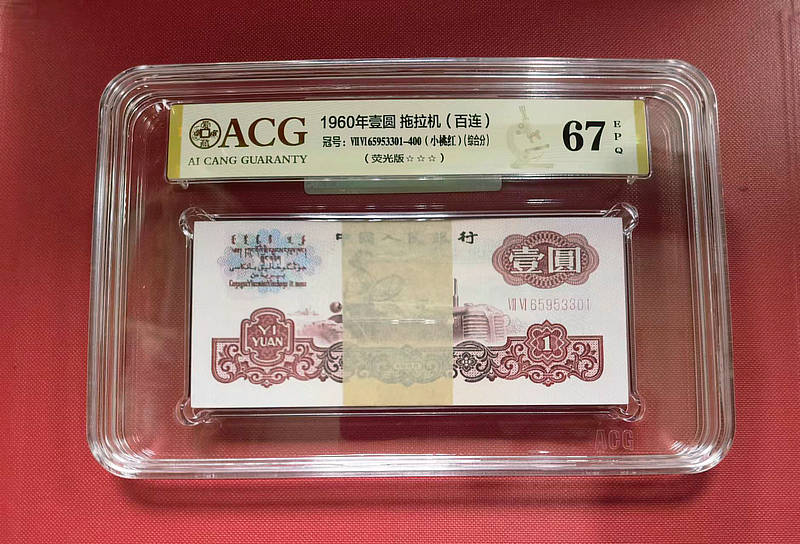 ACG
AI CANG GUARANTY
1960年壹圆 拖拉机（百连）
冠号：Ⅶ Ⅵ 65953301-400（小桃红）(综合分)
（荧光版☆☆☆）
67
EPQ
中国人民银行
壹圆
Ⅶ Ⅵ 65953301
YI
YUAN
1
ACG